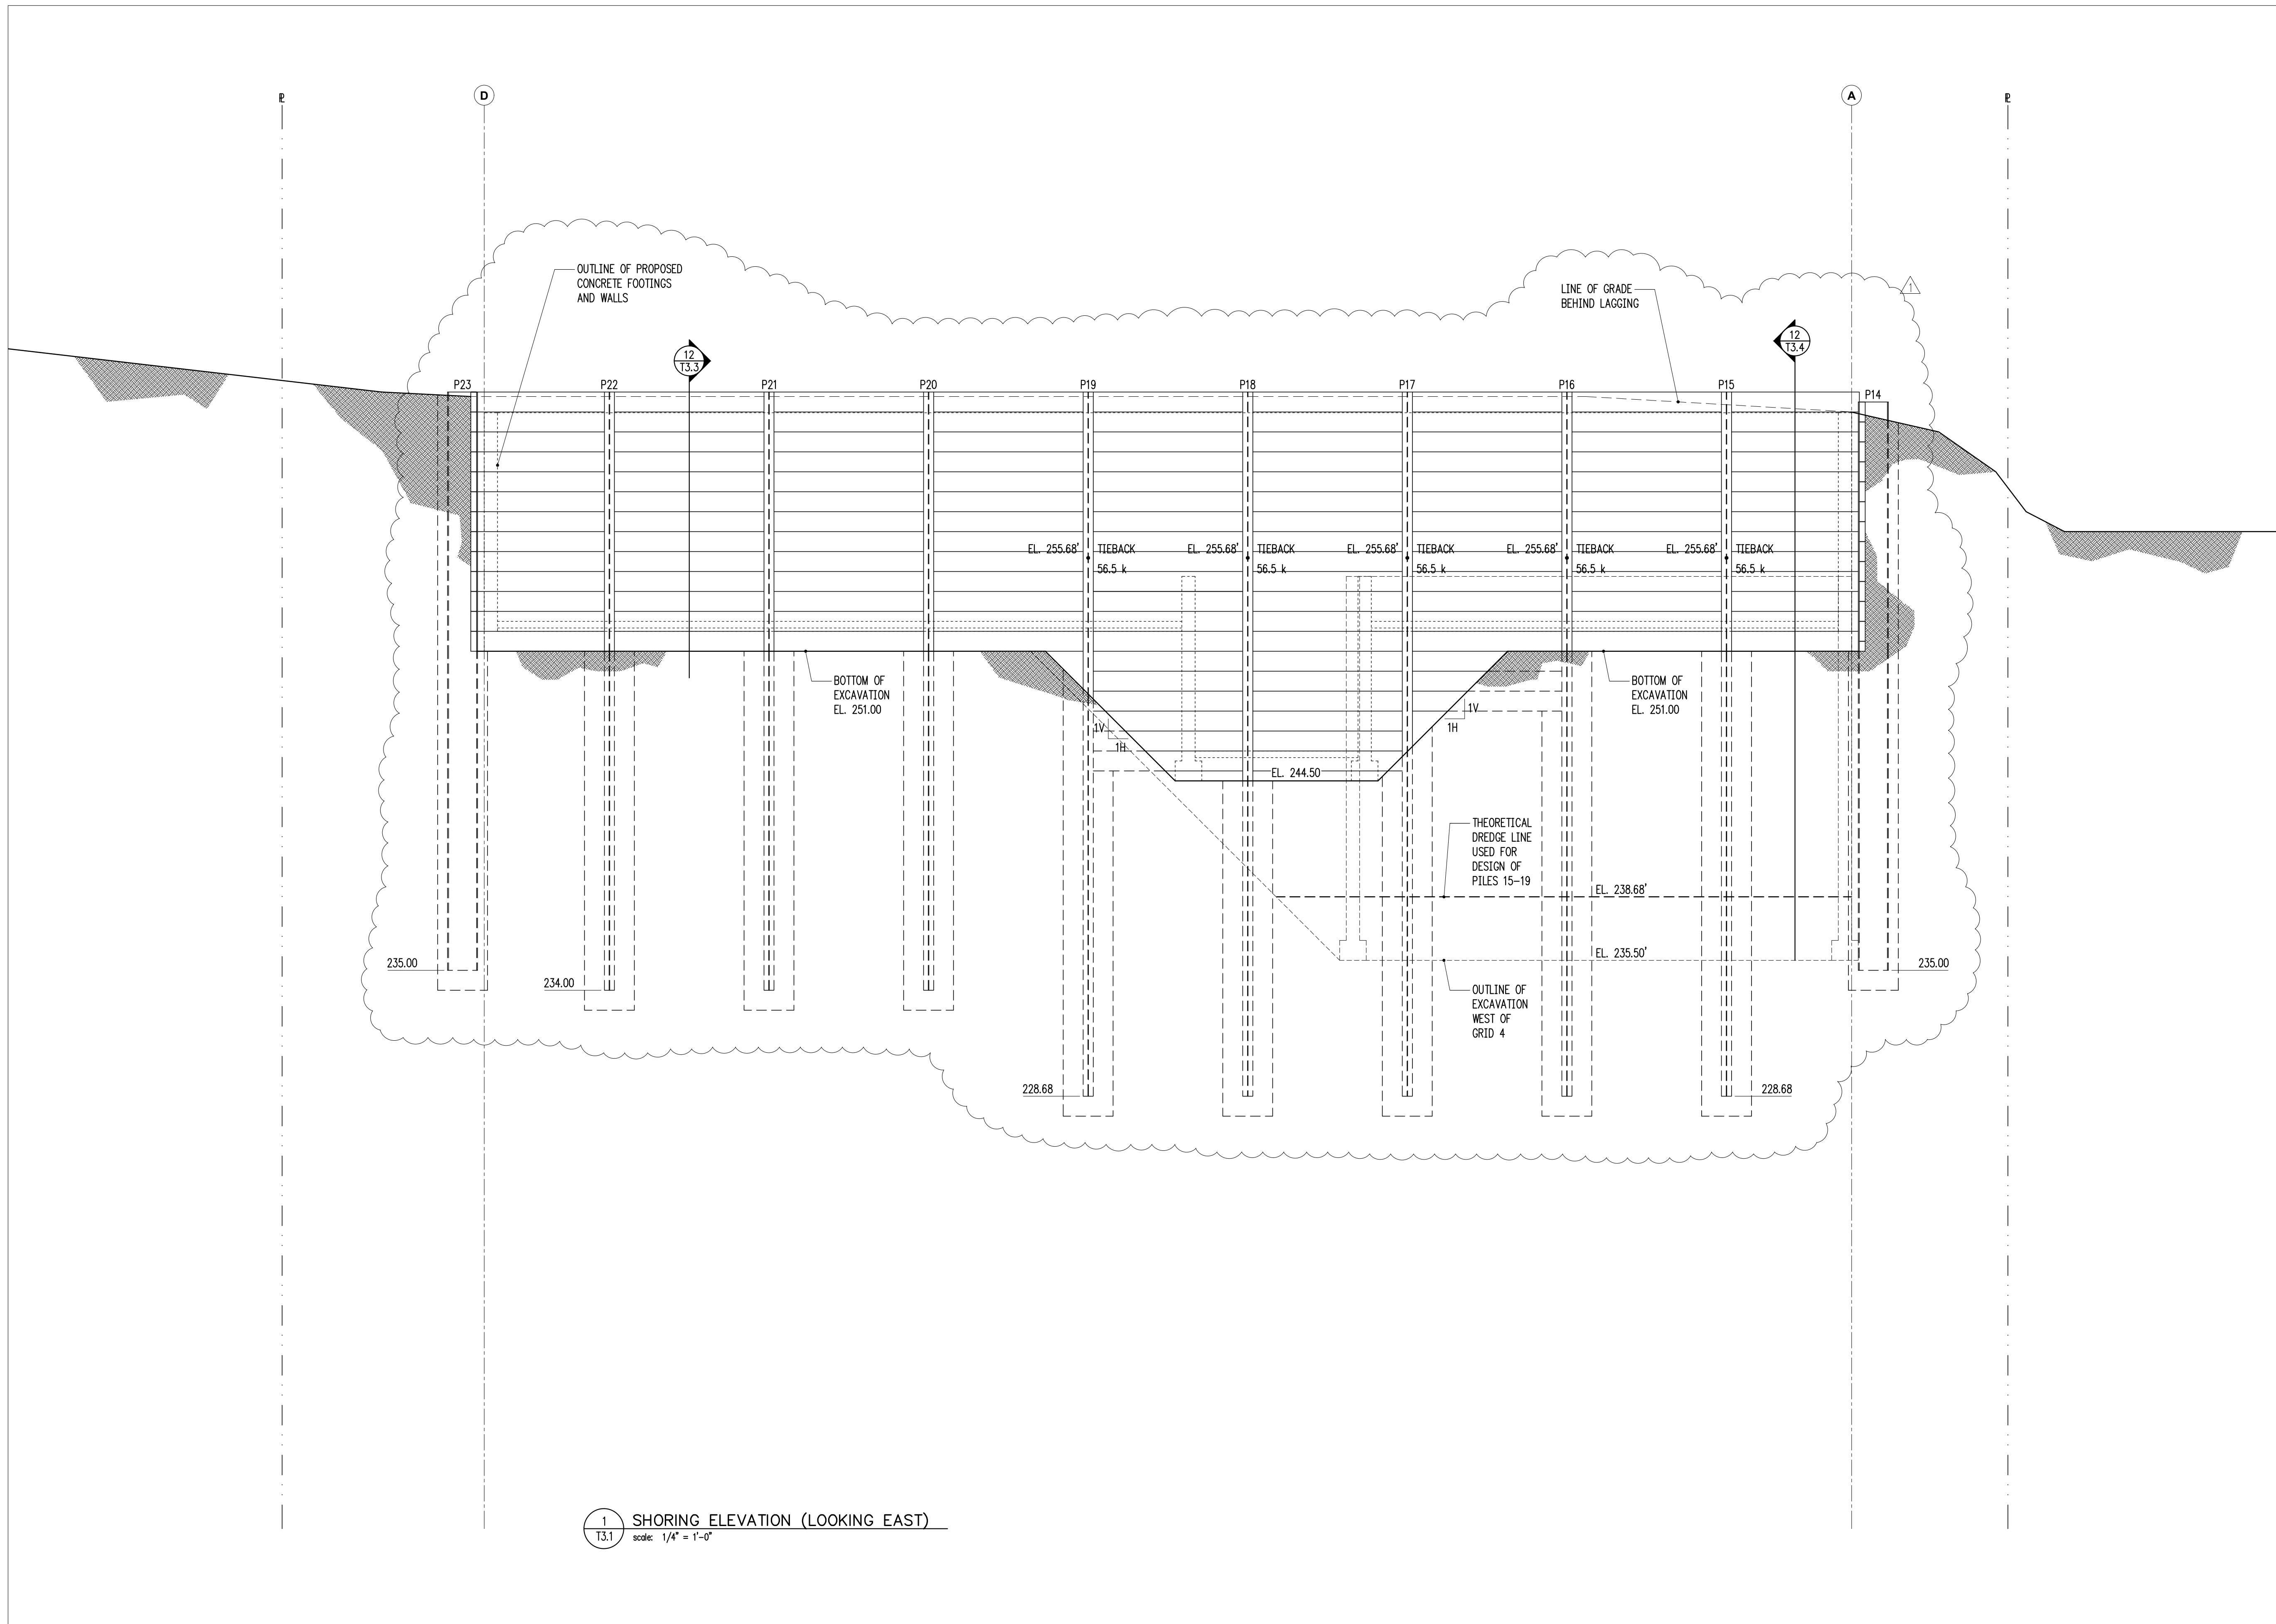 PL
D
A
PL
OUTLINE OF PROPOSED
CONCRETE FOOTINGS
AND WALLS
LINE OF GRADE
BEHIND LAGGING
1
12
T3.3
12
T3.4
P23
P22
P21
P20
P19
P18
P17
P16
P15
P14
EL. 255.68'
TIEBACK
56.5 k
EL. 255.68'
TIEBACK
56.5 k
EL. 255.68'
TIEBACK
56.5 k
EL. 255.68'
TIEBACK
56.5 k
EL. 255.68'
TIEBACK
56.5 k
BOTTOM OF
EXCAVATION
EL. 251.00
BOTTOM OF
EXCAVATION
EL. 251.00
1V
1H
1V
1H
EL. 244.50
THEORETICAL
DREDGE LINE
USED FOR
DESIGN OF
PILES 15-19
EL. 238.68'
EL. 235.50'
235.00
234.00
235.00
OUTLINE OF
EXCAVATION
WEST OF
GRID 4
228.68
228.68
1
T3.1
SHORING ELEVATION (LOOKING EAST)
scale: 1/4" = 1'-0"